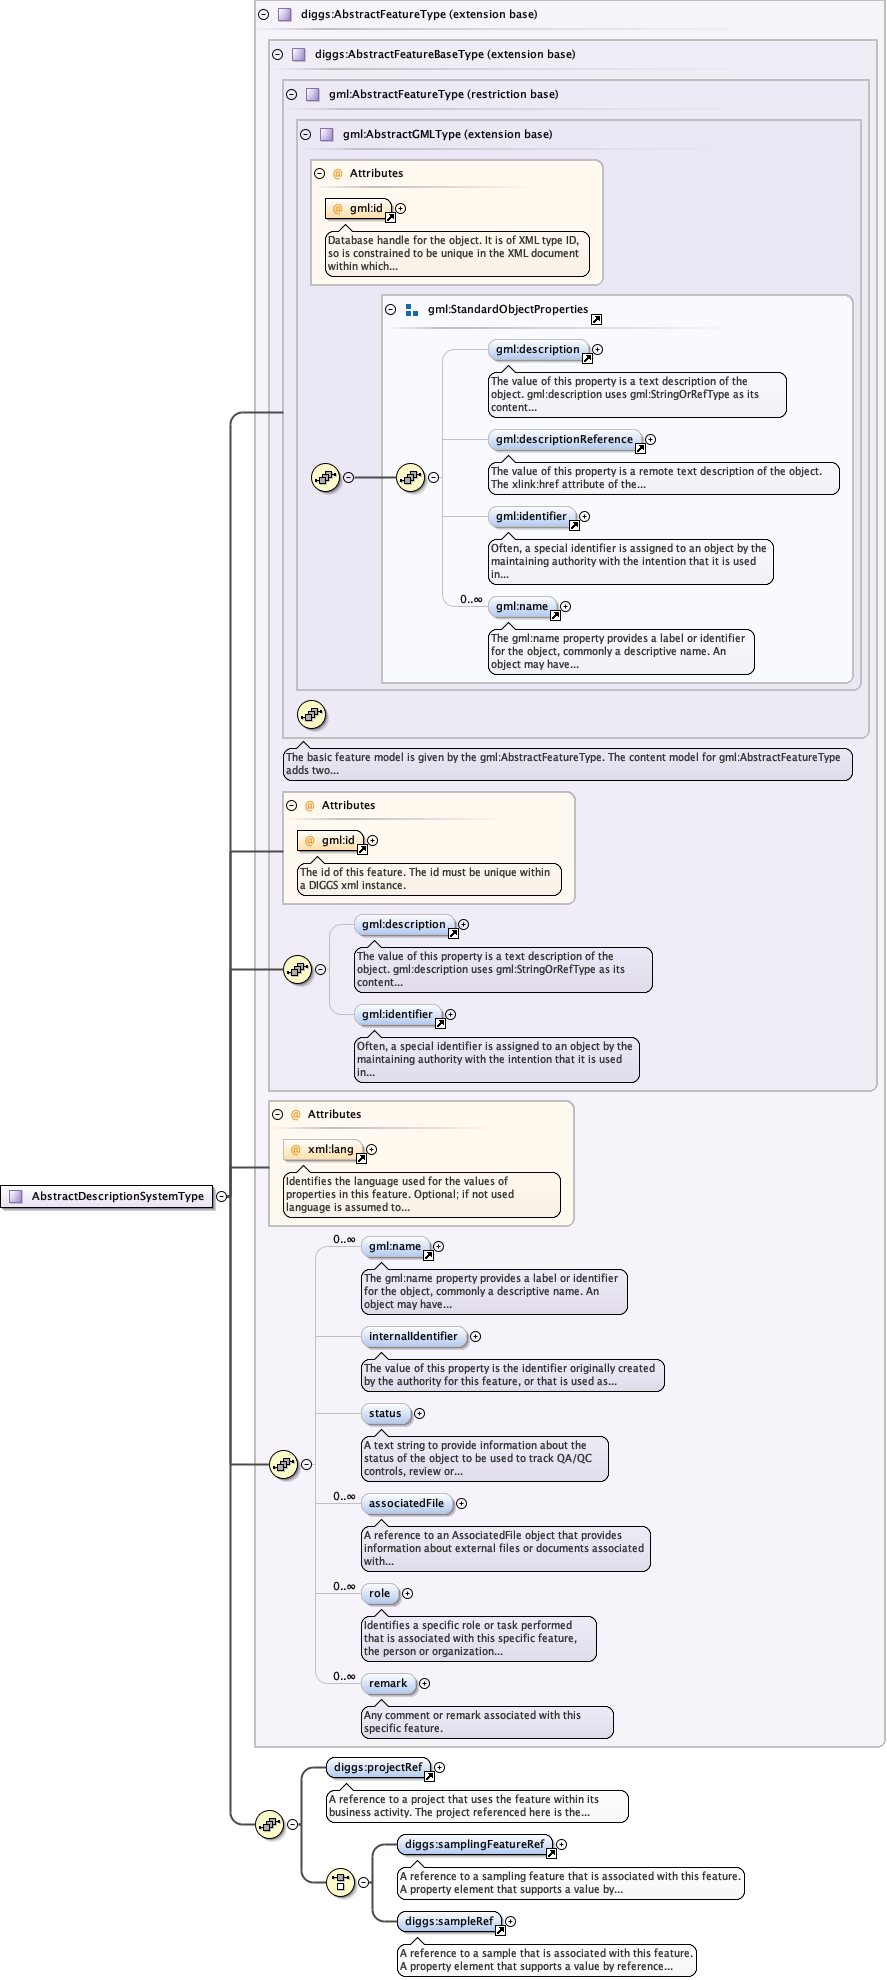 diggs:AbstractFeatureType (extension base)
diggs:AbstractFeatureBaseType (extension base)
gml:AbstractFeatureType (restriction base)
gml:AbstractGMLType (extension base)
@ Attributes
@ gml:id
Database handle for the object. It is of XML type ID,
so is constrained to be unique in the XML document
within which...
gml:StandardObjectProperties
gml:description
The value of this property is a text description of the
object. gml:description uses gml:StringOrRefType as its
content...
gml:descriptionReference
The value of this property is a remote text description of the object.
The xlink:href attribute of the...
gml:identifier
Often, a special identifier is assigned to an object by the
maintaining authority with the intention that it is used
in...
0..∞
gml:name
The gml:name property provides a label or identifier
for the object, commonly a descriptive name. An
object may have...
The basic feature model is given by the gml:AbstractFeatureType. The content model for gml:AbstractFeatureType
adds two...
@ Attributes
@ gml:id
The id of this feature. The id must be unique within
a DIGGS xml instance.
gml:description
The value of this property is a text description of the
object. gml:description uses gml:StringOrRefType as its
content...
gml:identifier
Often, a special identifier is assigned to an object by the
maintaining authority with the intention that it is used
in...
@ Attributes
@ xml:lang
Identifies the language used for the values of
properties in this feature. Optional; if not used
language is assumed to...
AbstractDescriptionSystemType
0..∞
gml:name
The gml:name property provides a label or identifier
for the object, commonly a descriptive name. An
object may have...
internalIdentifier
The value of this property is the identifier originally created
by the authority for this feature, or that is used as...
status
A text string to provide information about the
status of the object to be used to track QA/QC
controls, review or...
0..∞
associatedFile
A reference to an AssociatedFile object that provides
information about external files or documents associated
with...
0..∞
role
Identifies a specific role or task performed
that is associated with this specific feature,
the person or organization...
0..∞
remark
Any comment or remark associated with this
specific feature.
diggs:projectRef
A reference to a project that uses the feature within its
business activity. The project referenced here is the...
diggs:samplingFeatureRef
A reference to a sampling feature that is associated with this feature.
A property element that supports a value by...
diggs:sampleRef
A reference to a sample that is associated with this feature.
A property element that supports a value by reference...